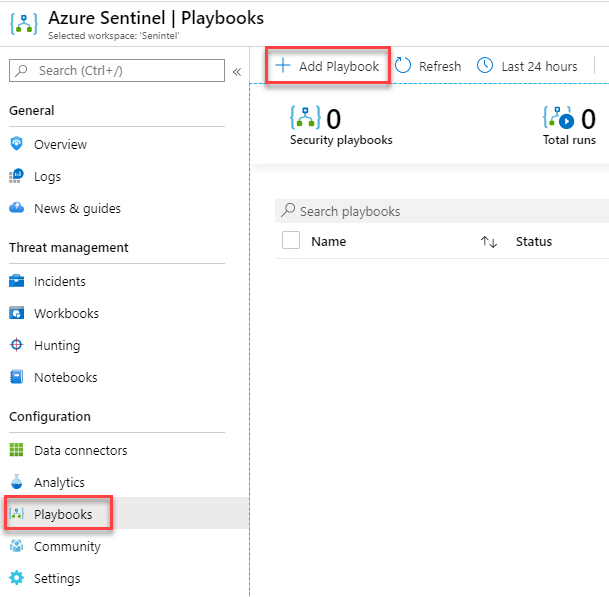 Azure Sentinel | Playbooks
Selected workspace: 'Senintel'
Search (Ctrl+/)
«
Add Playbook
Refresh
Last 24 hours
General
Overview
Logs
News & guides
Threat management
Incidents
Workbooks
Hunting
Notebooks
Configuration
Data connectors
Analytics
Playbooks
Community
Settings
0
Security playbooks
0
Total runs
Search playbooks
Name
Status